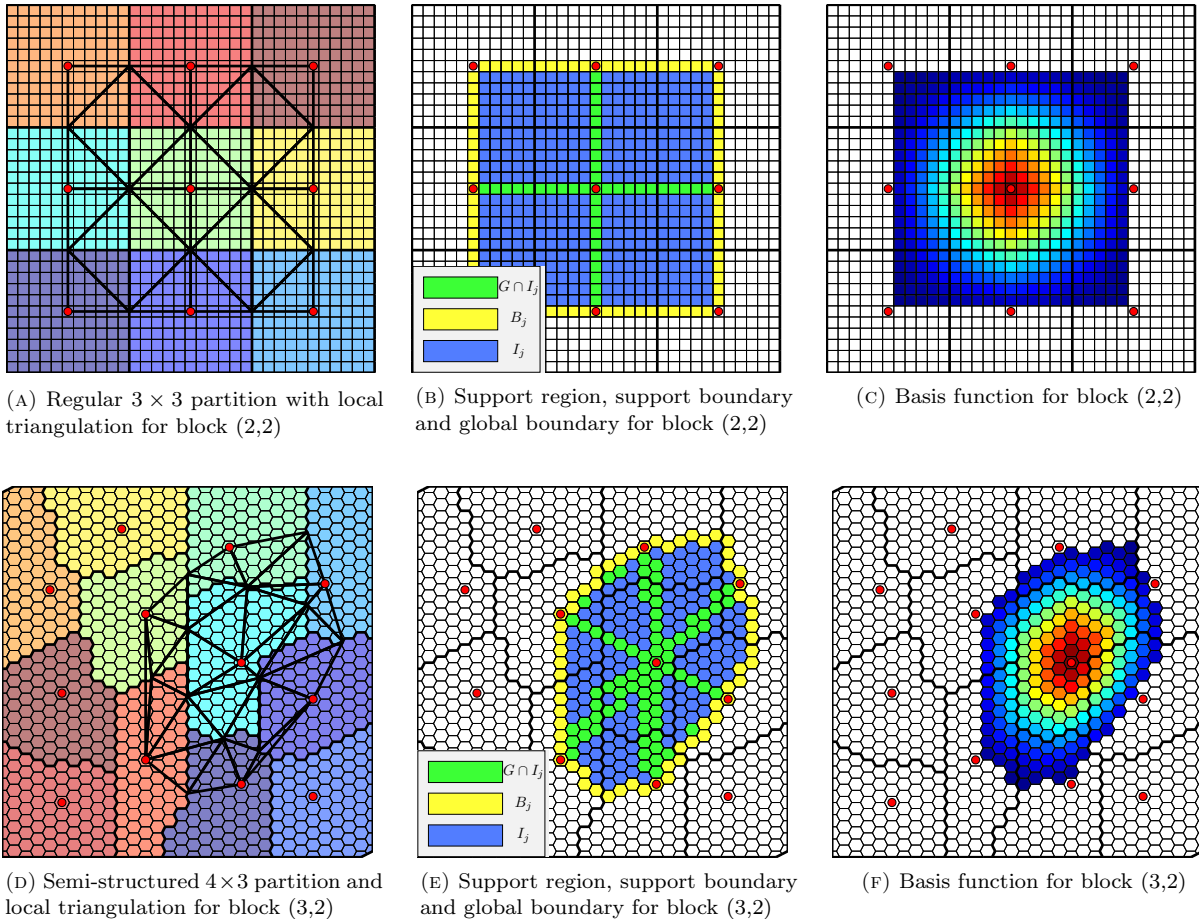 G ∩ I_j
B_j
I_j
(A) Regular 3 × 3 partition with local
triangulation for block (2,2)
(B) Support region, support boundary
and global boundary for block (2,2)
(C) Basis function for block (2,2)
G ∩ I_j
B_j
I_j
(D) Semi-structured 4×3 partition and
local triangulation for block (3,2)
(E) Support region, support boundary
and global boundary for block (3,2)
(F) Basis function for block (3,2)